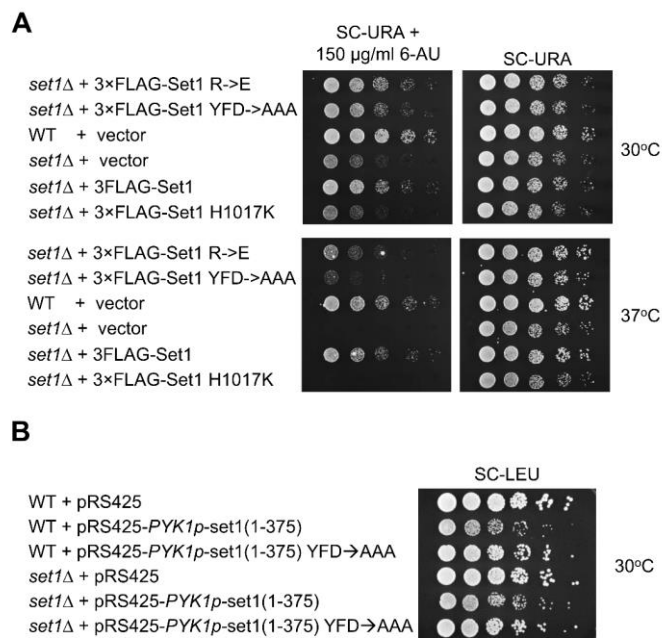 A
SC-URA +
150 µg/ml 6-AU
SC-URA
set1Δ + 3×FLAG-Set1 R->E
set1Δ + 3×FLAG-Set1 YFD->AAA
WT + vector
set1Δ + vector
set1Δ + 3FLAG-Set1
set1Δ + 3×FLAG-Set1 H1017K
30°C
set1Δ + 3×FLAG-Set1 R->E
set1Δ + 3×FLAG-Set1 YFD->AAA
WT + vector
set1Δ + vector
set1Δ + 3FLAG-Set1
set1Δ + 3×FLAG-Set1 H1017K
37°C
B
SC-LEU
WT + pRS425
WT + pRS425-PYK1p-set1(1-375)
WT + pRS425-PYK1p-set1(1-375) YFD→AAA
set1Δ + pRS425
set1Δ + pRS425-PYK1p-set1(1-375)
set1Δ + pRS425-PYK1p-set1(1-375) YFD→AAA
30°C